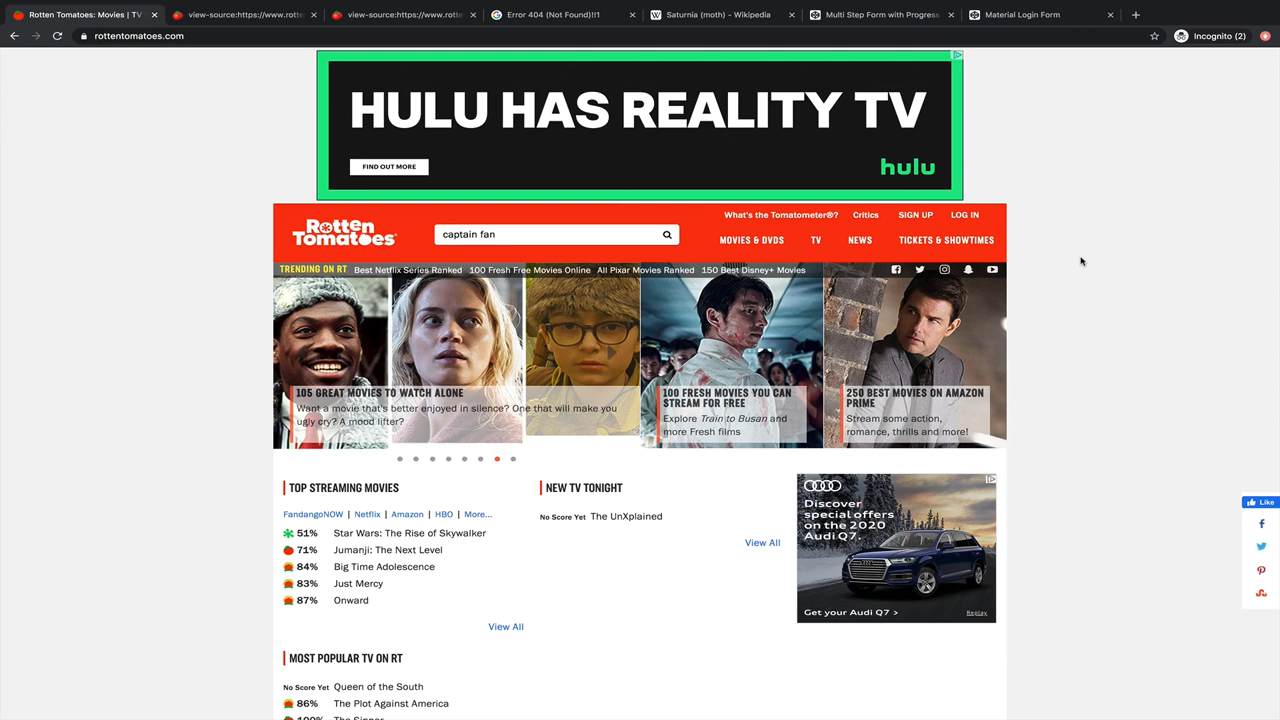 Rotten Tomatoes: Movies | TV
view-source:https://www.rotte
view-source:https://www.rotte
Error 404 (Not Found)!!1
Saturnia (moth) - Wikipedia
Multi Step Form with Progress
Material Login Form
rottentomatoes.com
Incognito (2)
HULU HAS REALITY TV
FIND OUT MORE
hulu
What's the Tomatometer®?
Critics
SIGN UP
LOG IN
Rotten
Tomatoes
captain fan
MOVIES & DVDS
TV
NEWS
TICKETS & SHOWTIMES
TRENDING ON RT
Best Netflix Series Ranked
100 Fresh Free Movies Online
All Pixar Movies Ranked
150 Best Disney+ Movies
105 GREAT MOVIES TO WATCH ALONE
Want a movie that's better enjoyed in silence? One that will make you
ugly cry? A mood lifter?
100 FRESH MOVIES YOU CAN
STREAM FOR FREE
Explore Train to Busan and
more Fresh films
250 BEST MOVIES ON AMAZON
PRIME
Stream some action,
romance, thrills and more!
TOP STREAMING MOVIES
FandangoNOW | Netflix | Amazon | HBO | More...
51% Star Wars: The Rise of Skywalker
71% Jumanji: The Next Level
84% Big Time Adolescence
83% Just Mercy
87% Onward
View All
NEW TV TONIGHT
No Score Yet The UnXplained
View All
Discover
special offers
on the 2020
Audi Q7.
Get your Audi Q7 >
Replay
Like
MOST POPULAR TV ON RT
No Score Yet Queen of the South
86% The Plot Against America
100% The Sinner